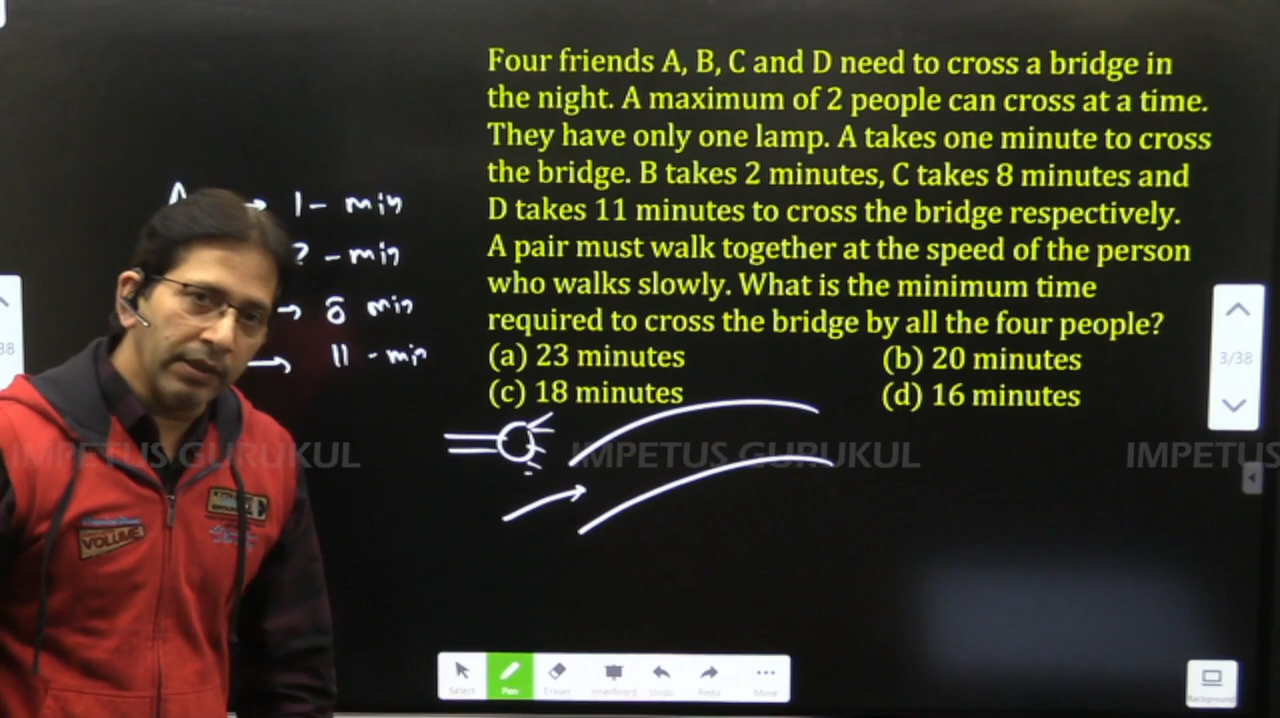 Four friends A, B, C and D need to cross a bridge in
the night. A maximum of 2 people can cross at a time.
They have only one lamp. A takes one minute to cross
the bridge. B takes 2 minutes, C takes 8 minutes and
D takes 11 minutes to cross the bridge respectively.
A pair must walk together at the speed of the person
who walks slowly. What is the minimum time
required to cross the bridge by all the four people?
(a) 23 minutes (b) 20 minutes
(c) 18 minutes (d) 16 minutes
A → 1 - min
2 - min
→ 8 min
→ 11 - min
38
3/38
IMPETUS GURUKUL
IMPETUS GURUKUL
IMPETUS
VOLUME
Select Pen Eraser Undo Redo More
Background